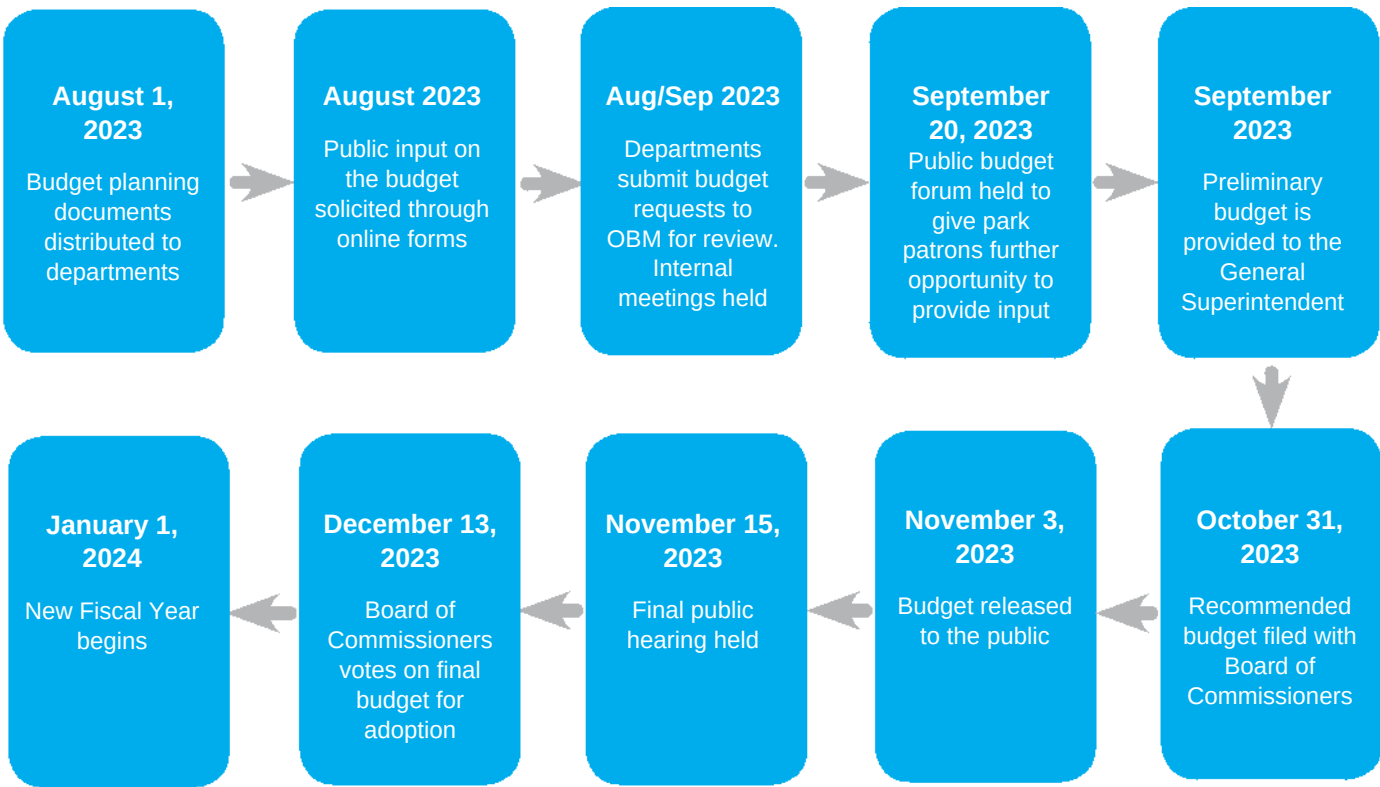 August 1,
2023
Budget planning
documents
distributed to
departments
August 2023
Public input on
the budget
solicited through
online forms
Aug/Sep 2023
Departments
submit budget
requests to
OBM for review.
Internal
meetings held
September
20, 2023
Public budget
forum held to
give park
patrons further
opportunity to
provide input
September
2023
Preliminary
budget is
provided to the
General
Superintendent
October 31,
2023
Recommended
budget filed with
Board of
Commissioners
November 3,
2023
Budget released
to the public
November 15,
2023
Final public
hearing held
December 13,
2023
Board of
Commissioners
votes on final
budget for
adoption
January 1,
2024
New Fiscal Year
begins